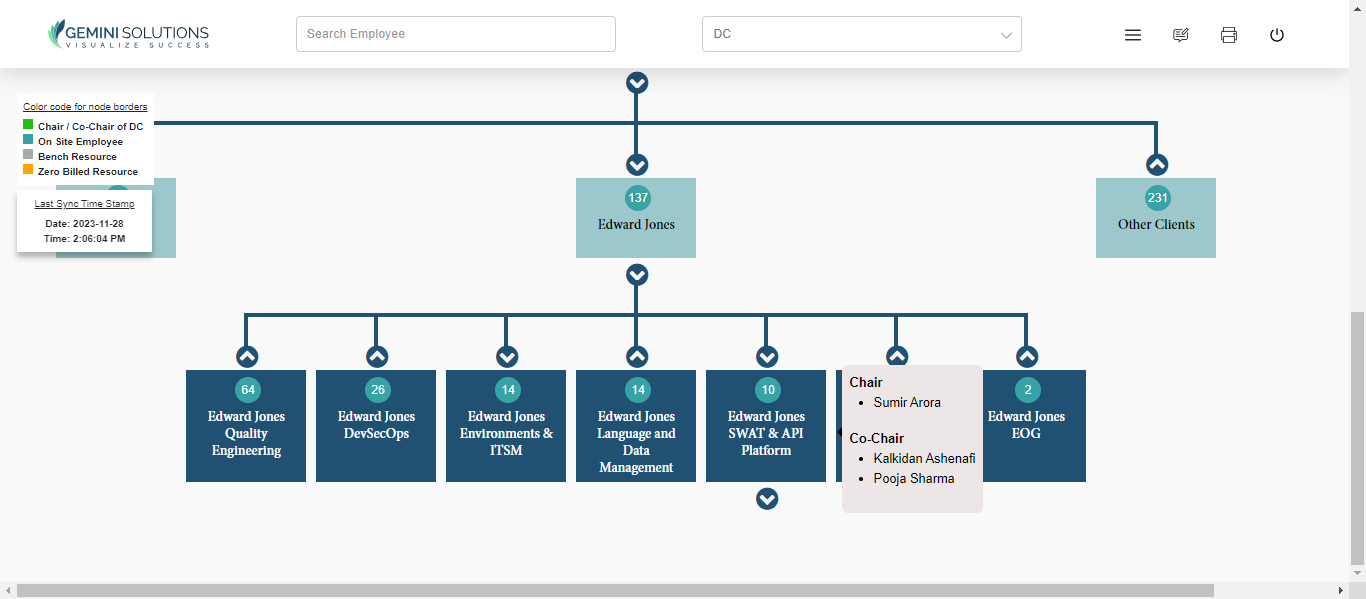 GEMINI SOLUTIONS
VISUALIZE SUCCESS
Search Employee
DC
Color code for node borders
Chair / Co-Chair of DC
On Site Employee
Bench Resource
Zero Billed Resource
Last Sync Time Stamp
Date: 2023-11-28
Time: 2:06:04 PM
137
Edward Jones
231
Other Clients
64
Edward Jones
Quality
Engineering
26
Edward Jones
DevSecOps
14
Edward Jones
Environments &
ITSM
14
Edward Jones
Language and
Data
Management
10
Edward Jones
SWAT & API
Platform
Chair
Sumir Arora
Co-Chair
Kalkidan Ashenafi
Pooja Sharma
2
Edward Jones
EOG